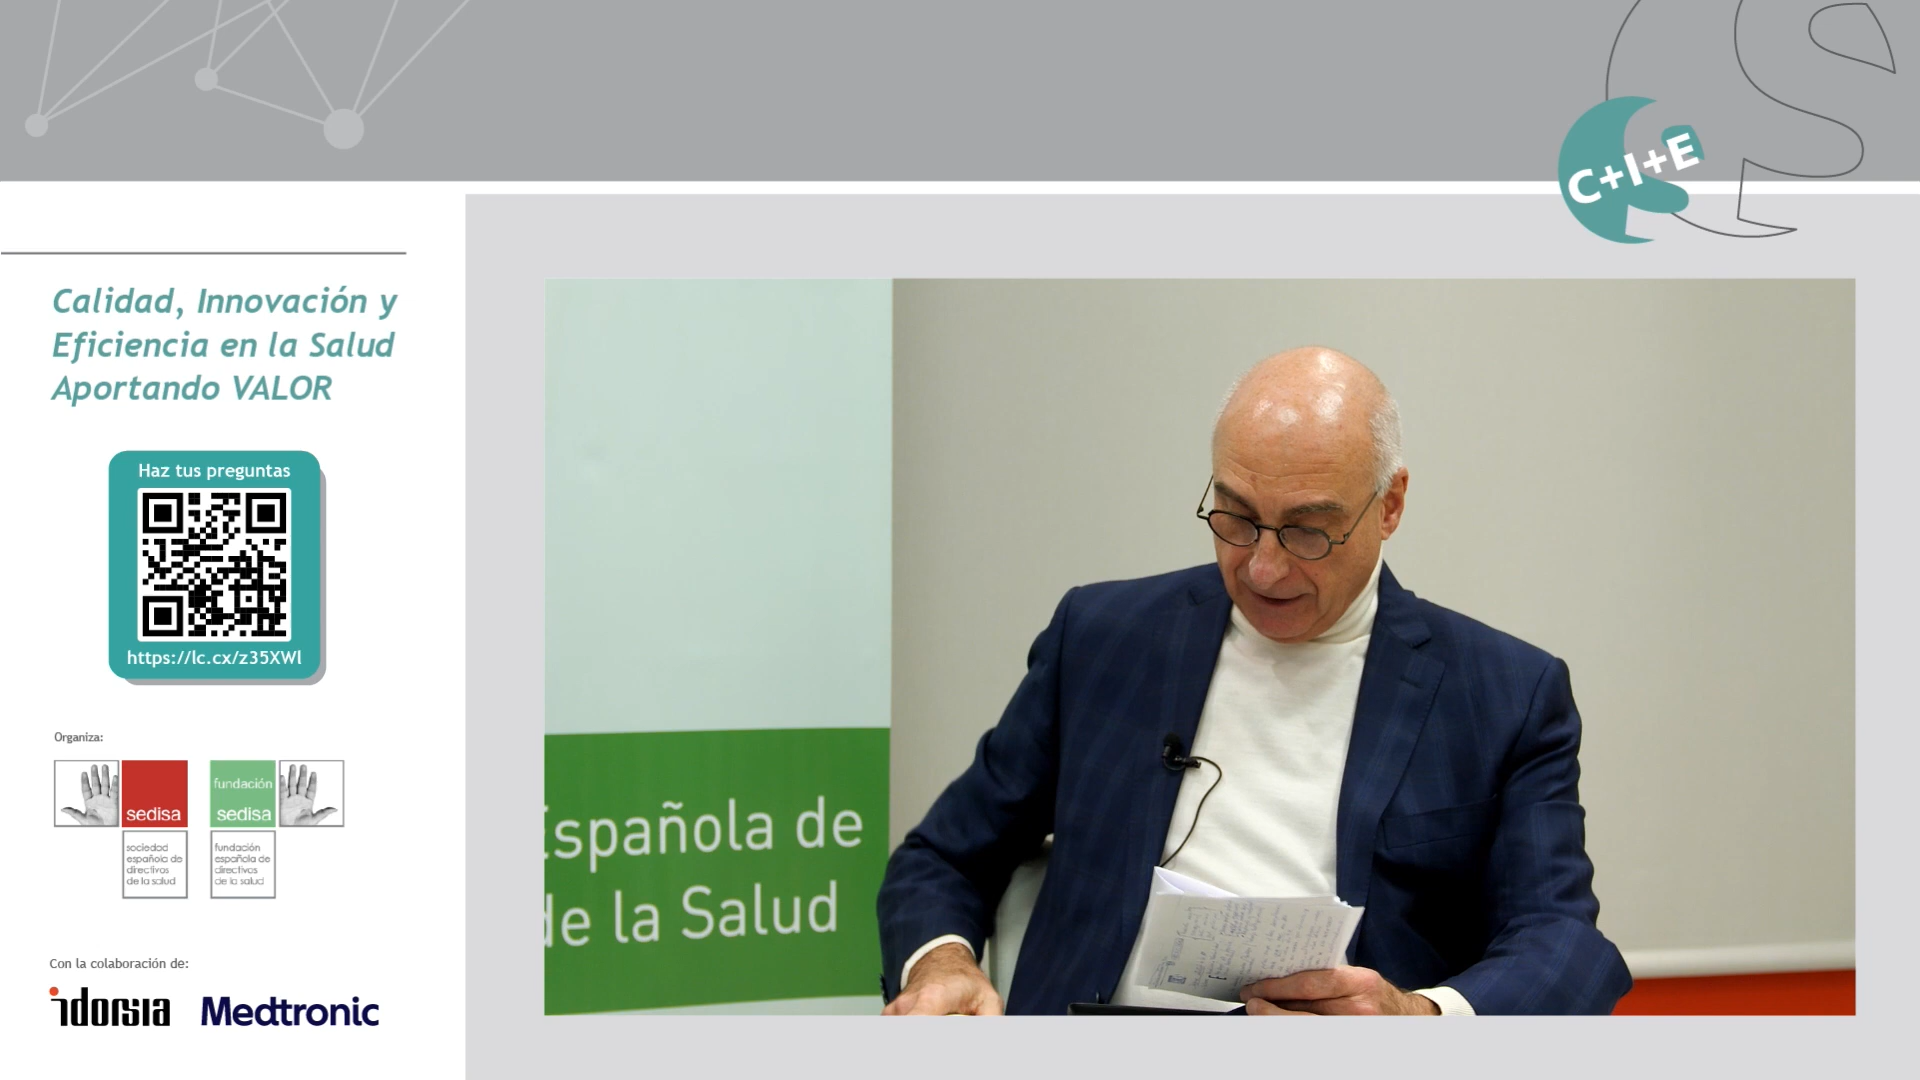 C+I+E
Calidad, Innovación y
Eficiencia en la Salud
Aportando VALOR
Haz tus preguntas
https://lc.cx/z35XWl
Organiza:
sedisa
sociedad
española de
directivos
de la salud
fundación
sedisa
fundación
española de
directivos
de la salud
Con la colaboración de:
idorsia
Medtronic
Española de
de la Salud